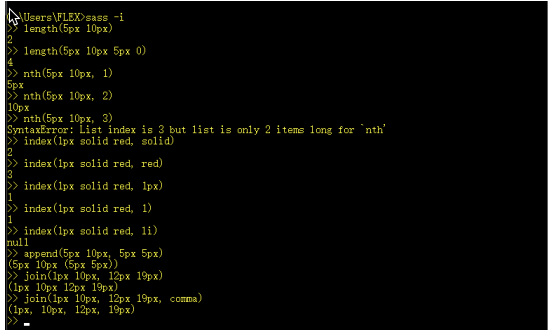 :\Users\FLEX>sass -i
>> length(5px 10px)
2
>> length(5px 10px 5px 0)
4
>> nth(5px 10px, 1)
5px
>> nth(5px 10px, 2)
10px
>> nth(5px 10px, 3)
SyntaxError: List index is 3 but list is only 2 items long for `nth'
>> index(1px solid red, solid)
2
>> index(1px solid red, red)
3
>> index(1px solid red, 1px)
1
>> index(1px solid red, 1)
1
>> index(1px solid red, 1i)
null
>> append(5px 10px, 5px 5px)
(5px 10px (5px 5px))
>> join(1px 10px, 12px 19px)
(1px 10px 12px 19px)
>> join(1px 10px, 12px 19px, comma)
(1px, 10px, 12px, 19px)
>>